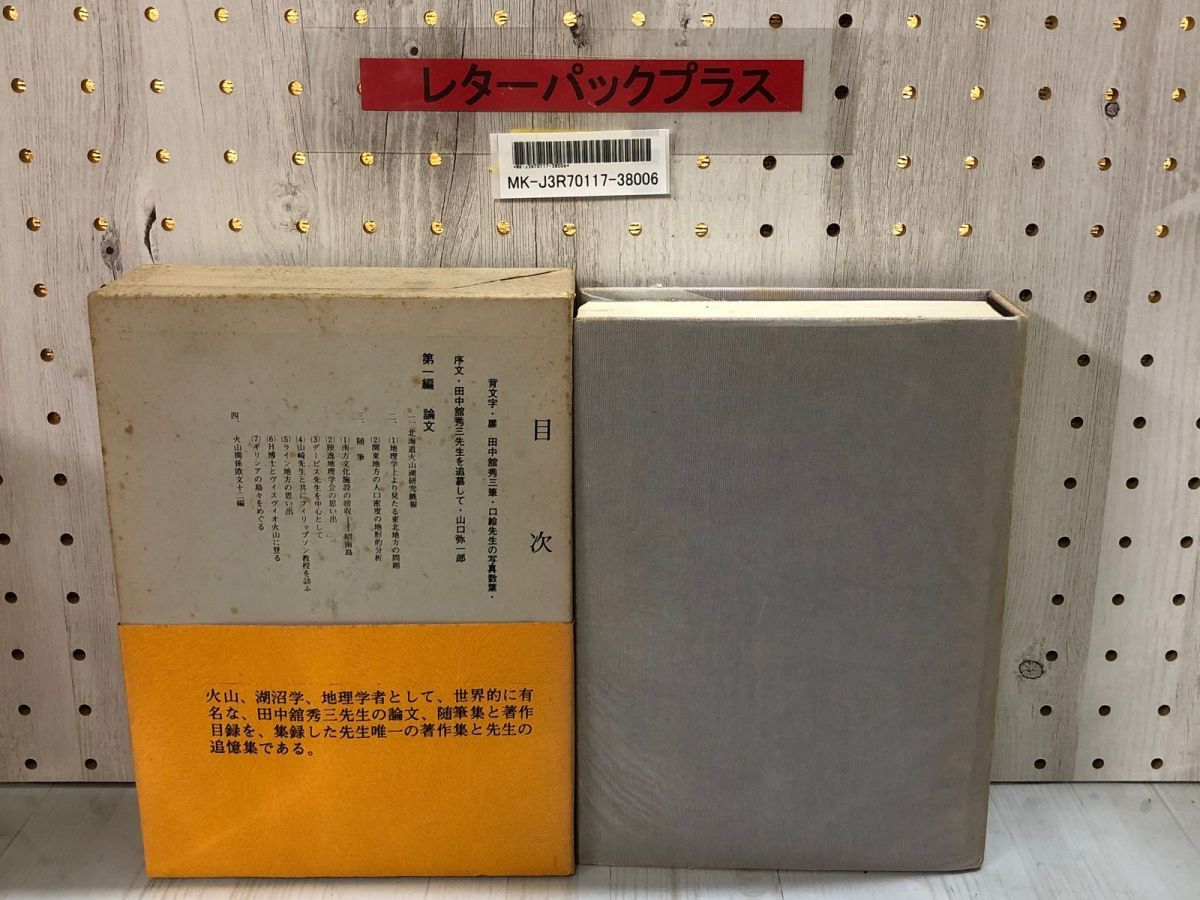 レターパックプラス
*MK-J3R70117-38006*
MK-J3R70117-38006
目次
背文字・扉 田中舘秀三筆・口絵先生の写真数葉・
序文・田中舘秀三先生を追慕して・山口弥一郎
第一編 論文
一、北海道火山湖研究概報
二、(1)地理学上より見たる東北地方の問題
(2)関東地方の人口密度の地形的分析
三、随筆
(1)南方文化施設の接収―昭南島
(2)独逸地理学会の思い出
(3)デービス先生を中心として
(4)山崎先生と共にフィリップソン教授を訪ふ
(5)ライン地方の思い出
(6)H博士とヴィスヴィオ火山に登る
(7)ギリシアの島々をめぐる
四、火山関係欧文十二編
火山、湖沼学、地理学者として、世界的に有
名な、田中舘秀三先生の論文、随筆集と著作
目録を、集録した先生唯一の著作集と先生の
追憶集である。